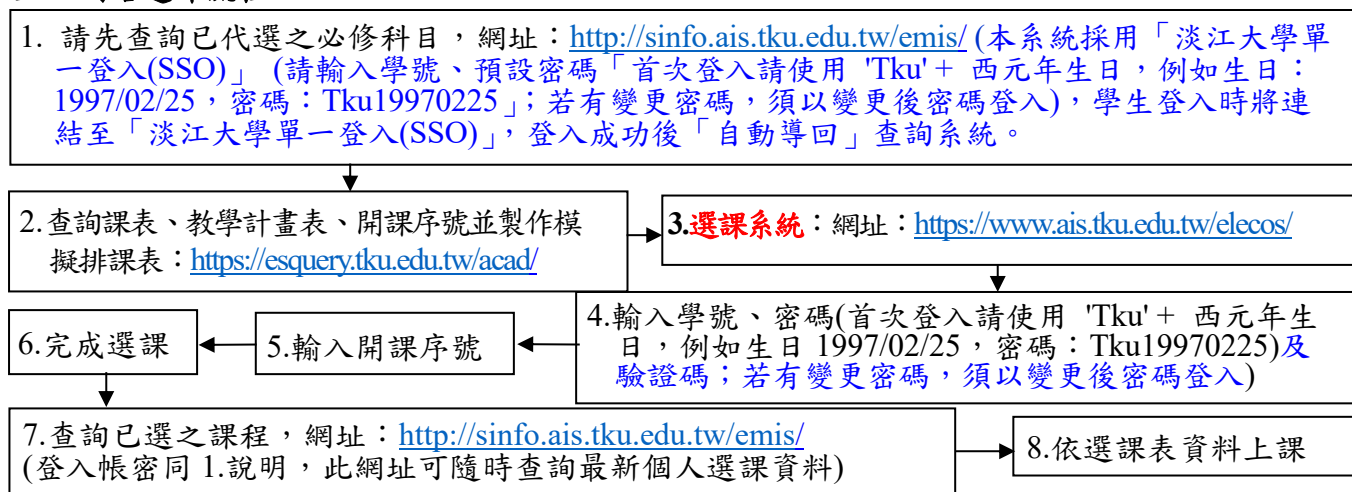 1. 請先查詢已代選之必修科目，網址：http://sinfo.ais.tku.edu.tw/emis/ (本系統採用「淡江大學單
一登入(SSO)」 (請輸入學號、預設密碼「首次登入請使用 'Tku'+ 西元年生日，例如生日：
1997/02/25，密碼：Tku19970225」；若有變更密碼，須以變更後密碼登入)，學生登入時將連
結至「淡江大學單一登入(SSO)」，登入成功後「自動導回」查詢系統。
2.查詢課表、教學計畫表、開課序號並製作模
擬排課表：https://esquery.tku.edu.tw/acad/
3.選課系統：網址：https://www.ais.tku.edu.tw/elecos/
4.輸入學號、密碼(首次登入請使用 'Tku'+ 西元年生
日，例如生日 1997/02/25，密碼：Tku19970225)及
驗證碼；若有變更密碼，須以變更後密碼登入)
5.輸入開課序號
6.完成選課
7.查詢已選之課程，網址：http://sinfo.ais.tku.edu.tw/emis/
(登入帳密同 1.說明，此網址可隨時查詢最新個人選課資料)
8.依選課表資料上課